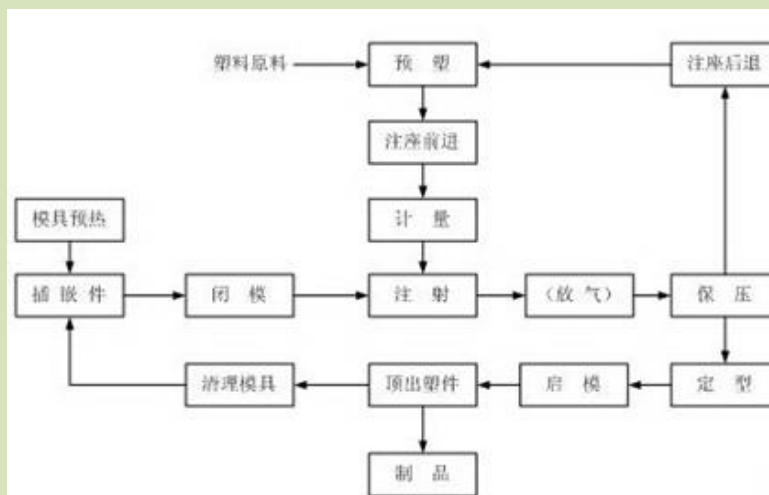 塑料原料
预 塑
注座后退
注座前进
模具预热
计 量
插 嵌 件
闭 模
注 射
（放 气）
保 压
清理模具
顶出塑件
启 模
定 型
制 品